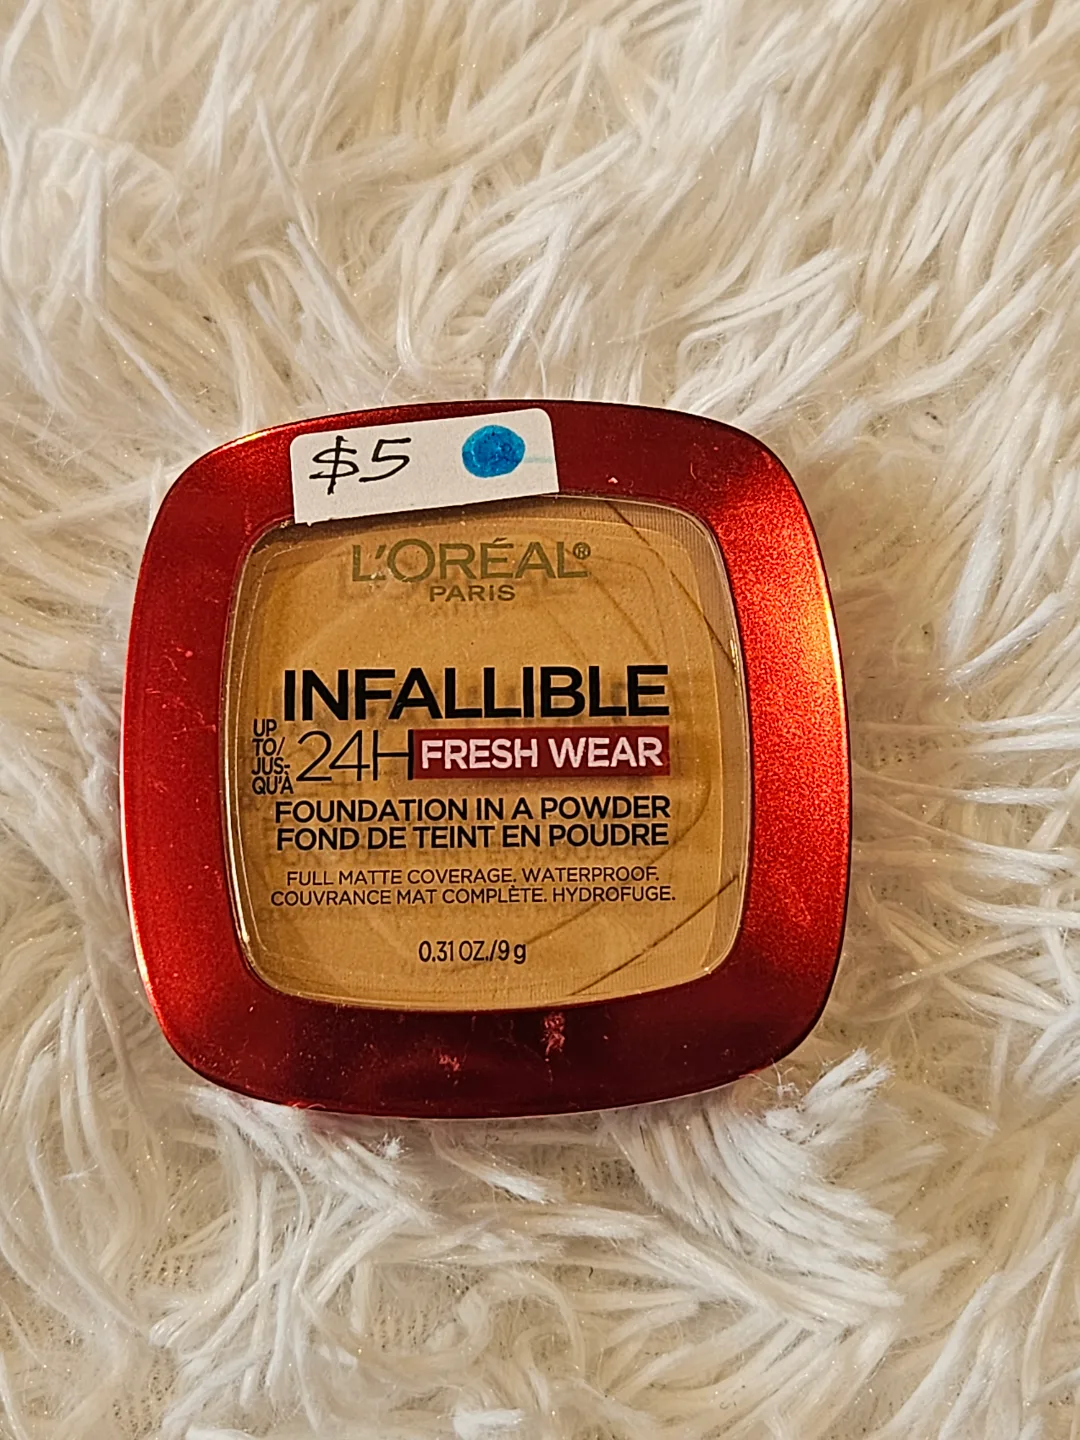 $5
L'ORÉAL®
PARIS
INFALLIBLE
UP
TO/
JUS-
QU'À
24H FRESH WEAR
FOUNDATION IN A POWDER
FOND DE TEINT EN POUDRE
FULL MATTE COVERAGE. WATERPROOF.
COUVRANCE MAT COMPLÈTE. HYDROFUGE.
0.31 OZ./9 g